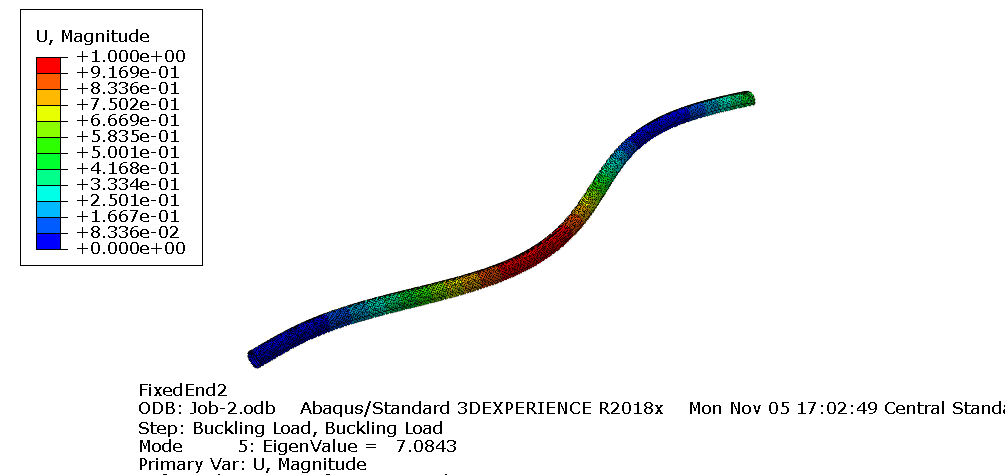 U, Magnitude
+1.000e+00
+9.169e-01
+8.336e-01
+7.502e-01
+6.669e-01
+5.835e-01
+5.001e-01
+4.168e-01
+3.334e-01
+2.501e-01
+1.667e-01
+8.336e-02
+0.000e+00
FixedEnd2
ODB: Job-2.odb Abaqus/Standard 3DEXPERIENCE R2018x Mon Nov 05 17:02:49 Central Standa
Step: Buckling Load, Buckling Load
Mode 5: EigenValue = 7.0843
Primary Var: U, Magnitude